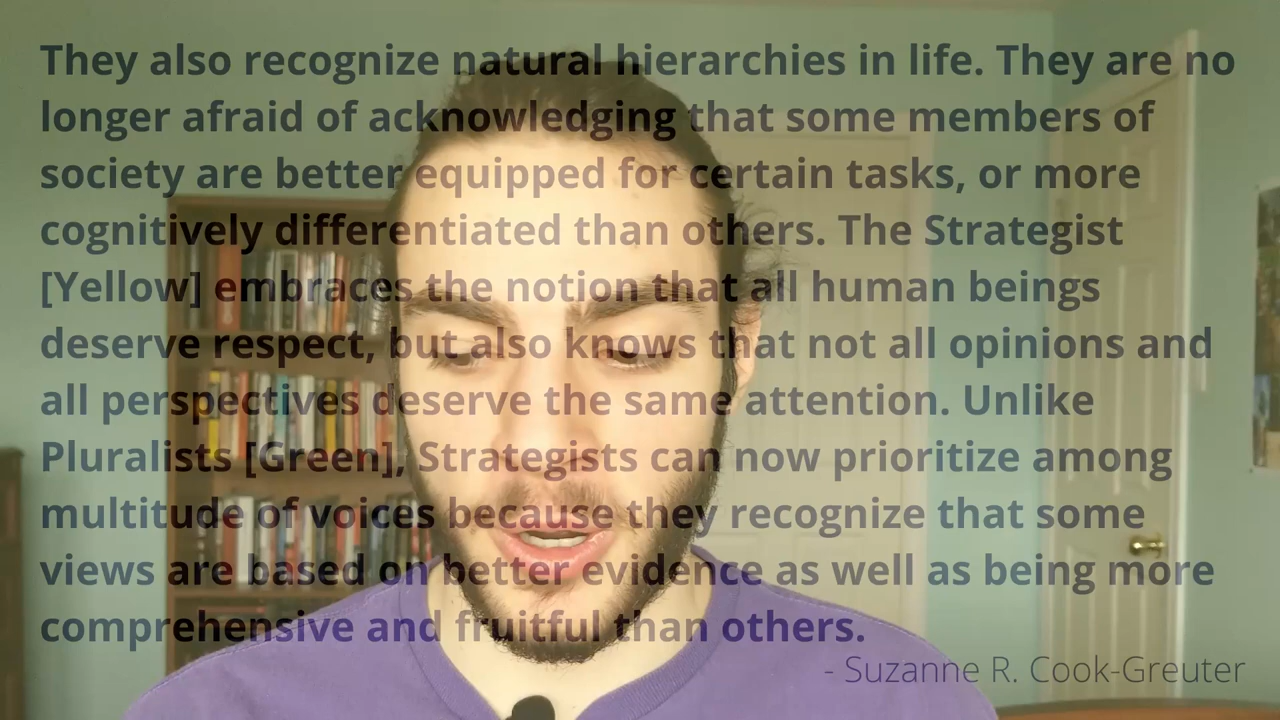 They also recognize natural hierarchies in life. They are no
longer afraid of acknowledging that some members of
society are better equipped for certain tasks, or more
cognitively differentiated than others. The Strategist
[Yellow] embraces the notion that all human beings
deserve respect, but also knows that not all opinions and
all perspectives deserve the same attention. Unlike
Pluralists [Green], Strategists can now prioritize among
multitude of voices because they recognize that some
views are based on better evidence as well as being more
comprehensive and fruitful than others.
- Suzanne R. Cook-Greuter